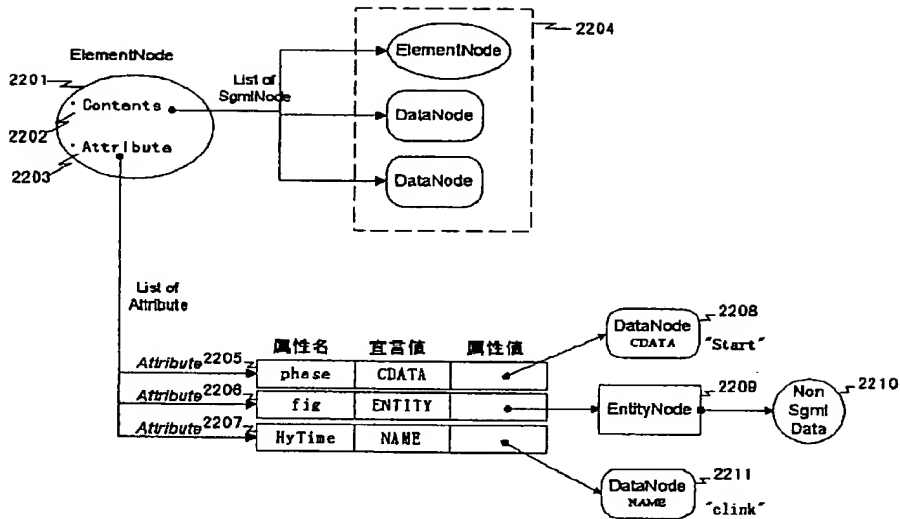 ElementNode
2201
・Contents
2202
・Attribute
2203
List of
SgmlNode
2204
ElementNode
DataNode
DataNode
List of
Attribute
属性名 宣言値 属性値
Attribute 2205 phase CDATA
Attribute 2206 fig ENTITY
Attribute 2207 HyTime NAME
2208
DataNode
CDATA
"Start"
2209
EntityNode
2210
Non
Sgml
Data
2211
DataNode
NAME
"clink"